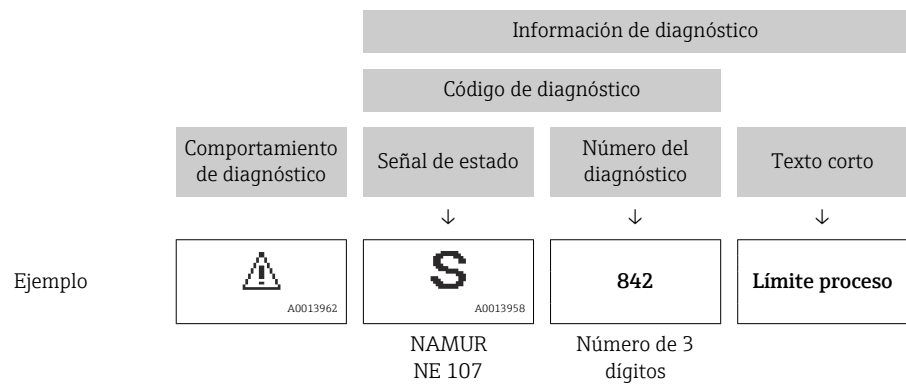 Información de diagnóstico
Código de diagnóstico
Comportamiento
de diagnóstico
Señal de estado
Número del
diagnóstico
Texto corto
↓ ↓ ↓
Ejemplo
A0013962
S
A0013958
842
Límite proceso
NAMUR
NE 107
Número de 3
dígitos